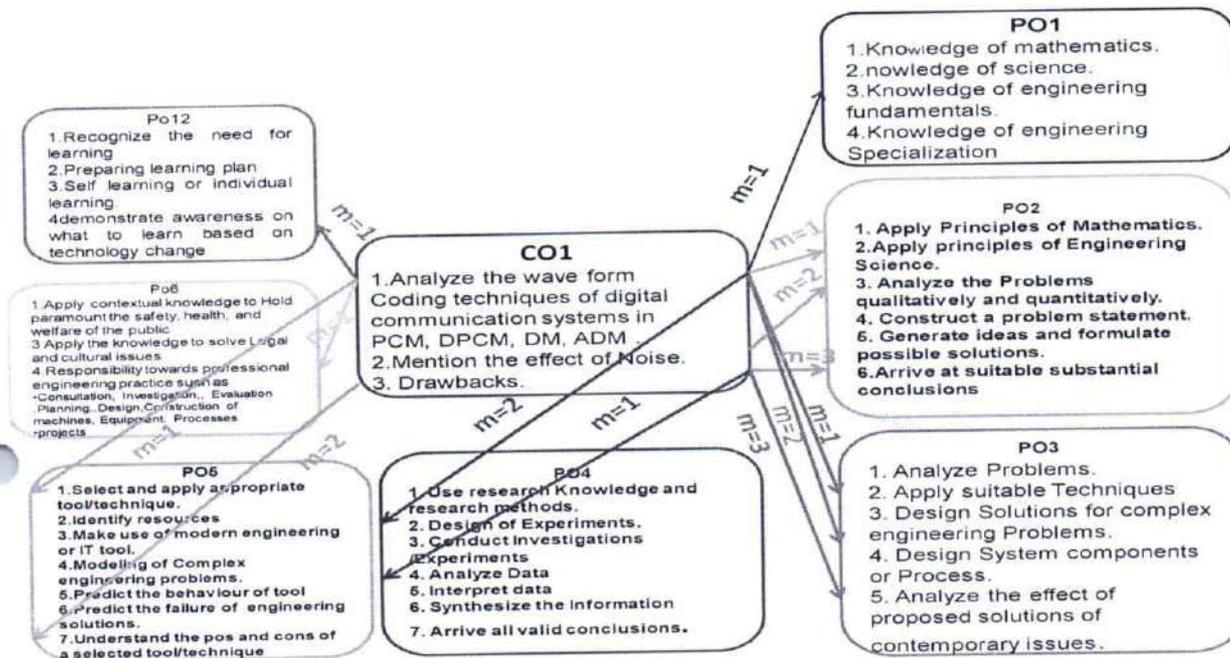 PO1
1.Knowledge of mathematics.
2.nowledge of science.
3.Knowledge of engineering
fundamentals.
4.Knowledge of engineering
Specialization
Po12
1.Recognize the need for
learning
2.Preparing learning plan
3.Self learning or individual
learning.
4demonstrate awareness on
what to learn based on
technology change
m=1
m=1
PO2
1. Apply Principles of Mathematics.
2.Apply principles of Engineering
Science.
3. Analyze the Problems
qualitatively and quantitatively.
4. Construct a problem statement.
5. Generate ideas and formulate
possible solutions.
6.Arrive at suitable substantial
conclusions
m=1
m=2
m=3
CO1
1.Analyze the wave form
Coding techniques of digital
communication systems in
PCM, DPCM, DM, ADM .
2.Mention the effect of Noise.
3. Drawbacks.
Po6
1.Apply contextual knowledge to Hold
paramount the safety, health, and
welfare of the public
3 Apply the knowledge to solve Legal
and cultural issues
4 Responsibility towards professional
engineering practice such as
•Consultation, Investigation,, Evaluation
,Planning,.Design,Construction of
machines, Equipment, Processes
•projects
m=1
m=1
m=2
m=2
m=1
m=3
m=2
m=1
PO5
1.Select and apply appropriate
tool/technique.
2.Identify resources
3.Make use of modern engineering
or IT tool.
4.Modeling of Complex
engineering problems.
5.Predict the behaviour of tool
6.Predict the failure of engineering
solutions.
7.Understand the pos and cons of
a selected tool/technique
PO4
1. Use research Knowledge and
research methods.
2. Design of Experiments.
3. Conduct Investigations
/Experiments
4. Analyze Data
5. Interpret data
6. Synthesize the Information
7. Arrive all valid conclusions.
PO3
1. Analyze Problems.
2. Apply suitable Techniques
3. Design Solutions for complex
engineering Problems.
4. Design System components
or Process.
5. Analyze the effect of
proposed solutions of
contemporary issues.